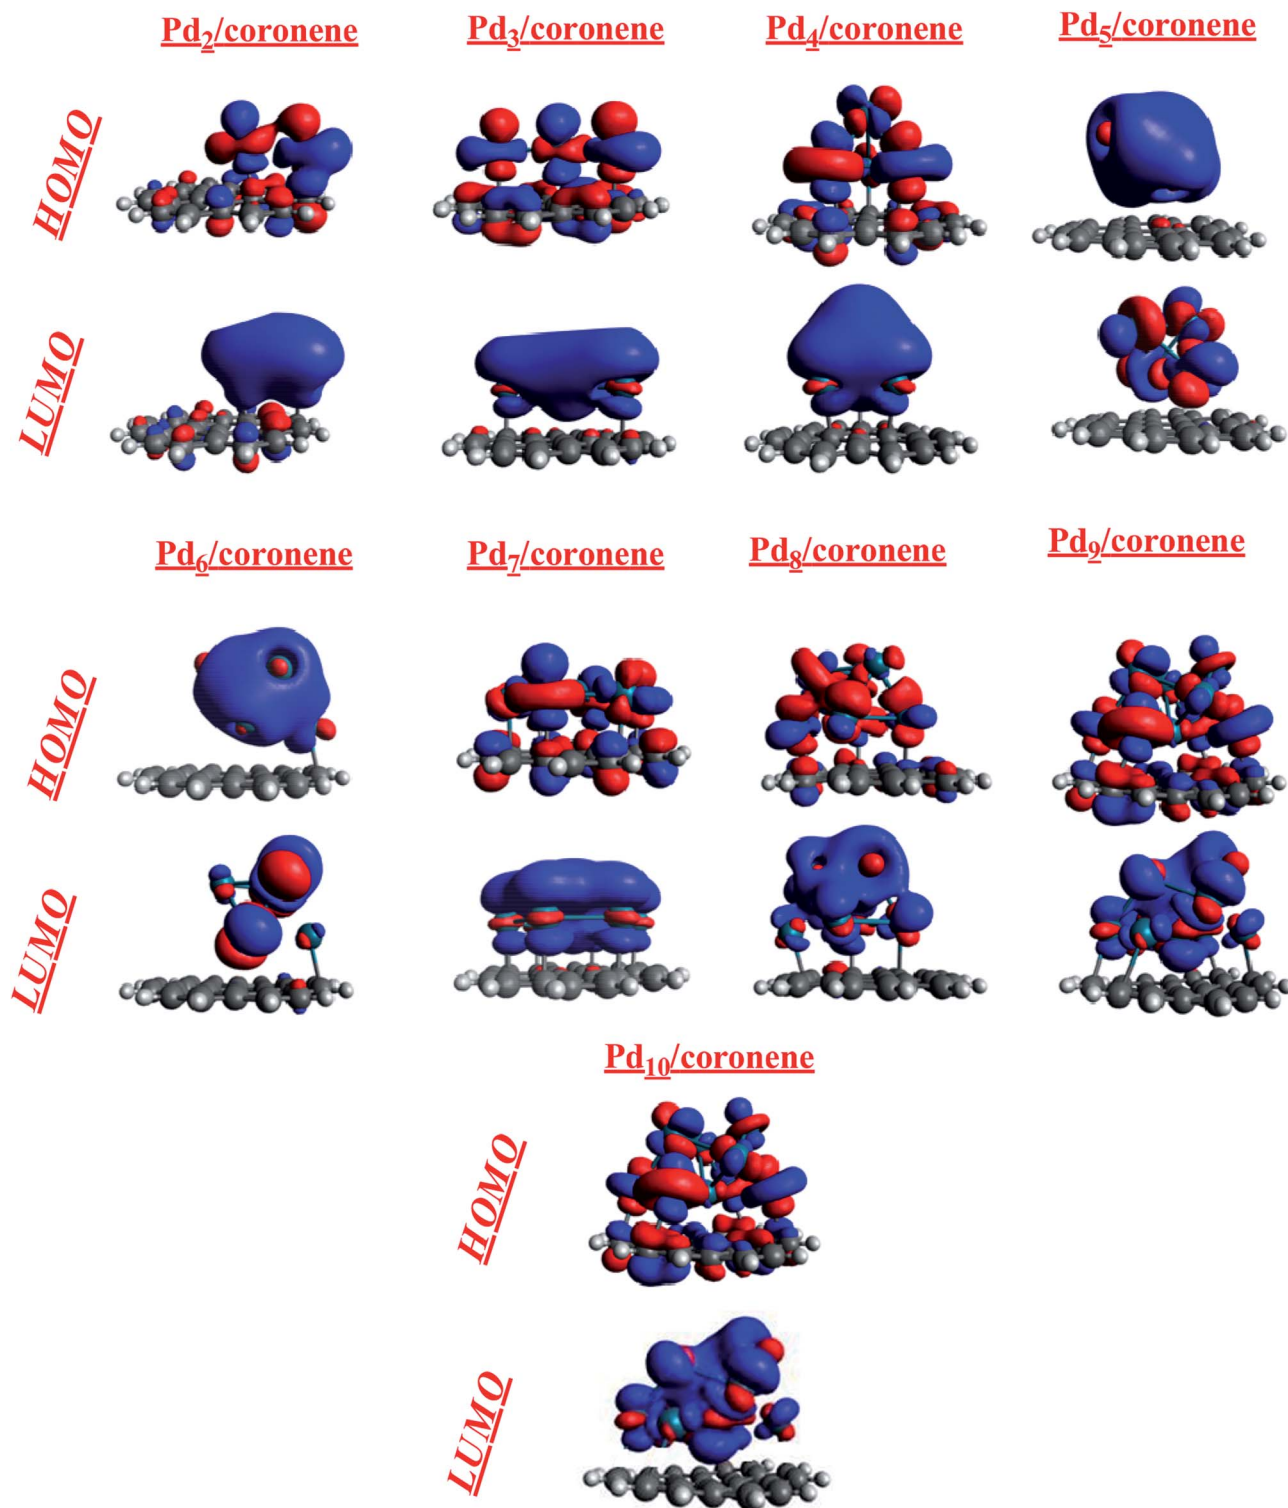 Pd2/coronene Pd3/coronene Pd4/coronene Pd5/coronene
HOMO
LUMO
Pd6/coronene Pd7/coronene Pd8/coronene Pd9/coronene
HOMO
LUMO
Pd10/coronene
HOMO
LUMO